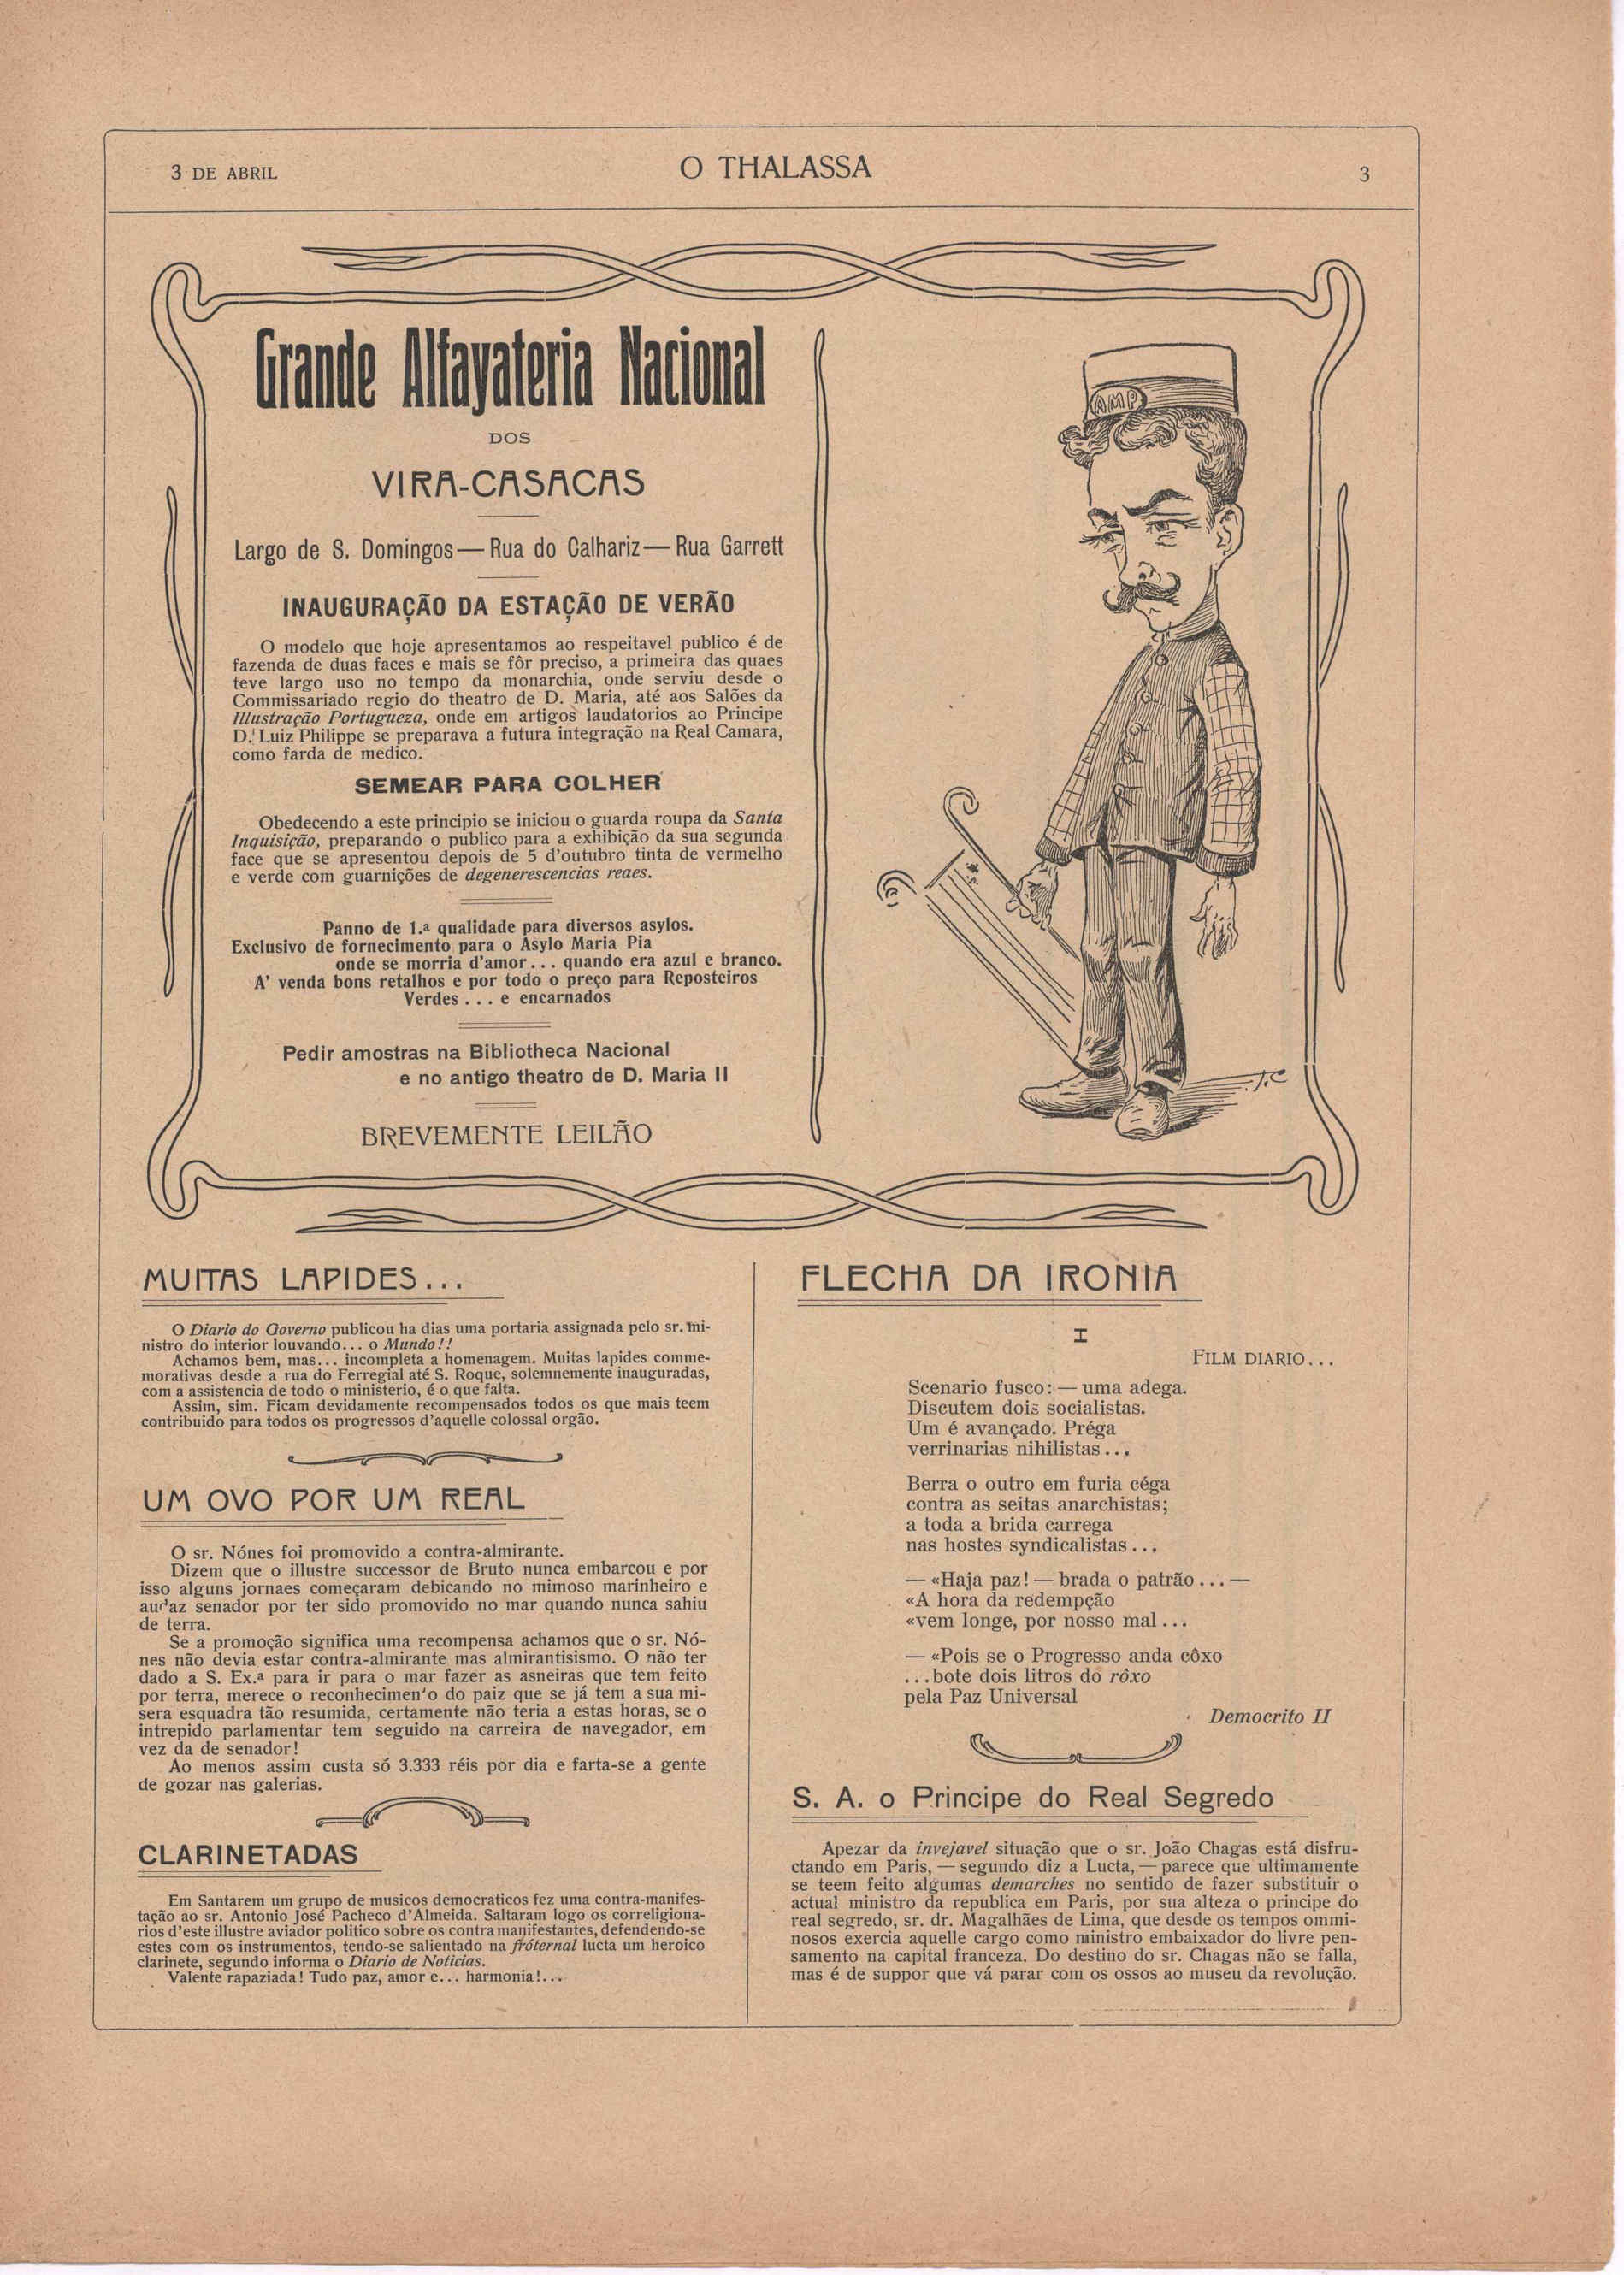 3 DE ABRIL
O THALASSA
3
Grande Alfayateria Nacional
DOS
VIRA-CASACAS
Largo de S. Domingos — Rua do Calhariz — Rua Garrett
INAUGURAÇÃO DA ESTAÇÃO DE VERÃO
O modelo que hoje apresentamos ao respeitavel publico é de
fazenda de duas faces e mais se fôr preciso, a primeira das quaes
teve largo uso no tempo da monarchia, onde serviu desde o
Commissariado regio do theatro de D. Maria, até aos Salões da
Illustração Portugueza, onde em artigos laudatorios ao Principe
D. Luiz Philippe se preparava a futura integração na Real Camara,
como farda de medico.
SEMEAR PARA COLHER
Obedecendo a este principio se iniciou o guarda roupa da Santa
Inquisição, preparando o publico para a exhibição da sua segunda
face que se apresentou depois de 5 d'outubro tinta de vermelho
e verde com guarnições de degenerescencias reaes.
Panno de 1.ª qualidade para diversos asylos.
Exclusivo de fornecimento para o Asylo Maria Pia
onde se morria d'amor... quando era azul e branco.
A' venda bons retalhos e por todo o preço para Reposteiros
Verdes... e encarnados
Pedir amostras na Bibliotheca Nacional
e no antigo theatro de D. Maria II
BREVEMENTE LEILÃO
AMP
J.C
MUITAS LAPIDES...
O Diario do Governo publicou ha dias uma portaria assignada pelo sr. mi-
nistro do interior louvando... o Mundo!!
Achamos bem, mas... incompleta a homenagem. Muitas lapides comme-
morativas desde a rua do Ferregial até S. Roque, solemnemente inauguradas,
com a assistencia de todo o ministerio, é o que falta.
Assim, sim. Ficam devidamente recompensados todos os que mais teem
contribuido para todos os progressos d'aquelle colossal orgão.
UM OVO POR UM REAL
O sr. Nónes foi promovido a contra-almirante.
Dizem que o illustre successor de Bruto nunca embarcou e por
isso alguns jornaes começaram debicando no mimoso marinheiro e
audaz senador por ter sido promovido no mar quando nunca sahiu
de terra.
Se a promoção significa uma recompensa achamos que o sr. Nó-
nes não devia estar contra-almirante mas almirantisismo. O não ter
dado a S. Ex.ª para ir para o mar fazer as asneiras que tem feito
por terra, merece o reconhecimen'o do paiz que se já tem a sua mi-
sera esquadra tão resumida, certamente não teria a estas horas, se o
intrepido parlamentar tem seguido na carreira de navegador, em
vez da de senador!
Ao menos assim custa só 3.333 réis por dia e farta-se a gente
de gozar nas galerias.
CLARINETADAS
Em Santarem um grupo de musicos democraticos fez uma contra-manifes-
tação ao sr. Antonio José Pacheco d'Almeida. Saltaram logo os correligiona-
rios d'este illustre aviador politico sobre os contramanifestantes, defendendo-se
estes com os instrumentos, tendo-se salientado na fróternal lucta um heroico
clarinete, segundo informa o Diario de Noticias.
Valente rapaziada! Tudo paz, amor e... harmonia!...
FLECHA DA IRONIA
I
FILM DIARIO...
Scenario fusco: — uma adega.
Discutem dois socialistas.
Um é avançado. Préga
verrinarias nihilistas...
Berra o outro em furia céga
contra as seitas anarchistas;
a toda a brida carrega
nas hostes syndicalistas...
— «Haja paz! — brada o patrão... —
«A hora da redempção
«vem longe, por nosso mal...
— «Pois se o Progresso anda côxo
...bote dois litros do rôxo
pela Paz Universal
Democrito II
S. A. o Principe do Real Segredo
Apezar da invejavel situação que o sr. João Chagas está disfru-
ctando em Paris, — segundo diz a Lucta, — parece que ultimamente
se teem feito algumas demarches no sentido de fazer substituir o
actual ministro da republica em Paris, por sua alteza o principe do
real segredo, sr. dr. Magalhães de Lima, que desde os tempos ommi-
nosos exercia aquelle cargo como ministro embaixador do livre pen-
samento na capital franceza. Do destino do sr. Chagas não se falla,
mas é de suppor que vá parar com os ossos ao museu da revolução.